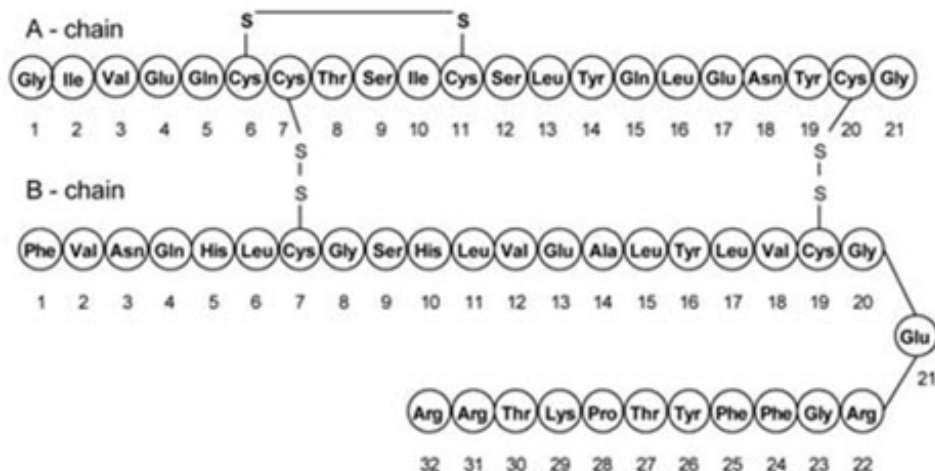 A - chain
S S
Gly Ile Val Glu Gln Cys Cys Thr Ser Ile Cys Ser Leu Tyr Gln Leu Glu Asn Tyr Cys Gly
1 2 3 4 5 6 7 8 9 10 11 12 13 14 15 16 17 18 19 20 21
S S
S S
B - chain
Phe Val Asn Gln His Leu Cys Gly Ser His Leu Val Glu Ala Leu Tyr Leu Val Cys Gly
1 2 3 4 5 6 7 8 9 10 11 12 13 14 15 16 17 18 19 20
Glu
21
Arg Arg Thr Lys Pro Thr Tyr Phe Phe Gly Arg
32 31 30 29 28 27 26 25 24 23 22